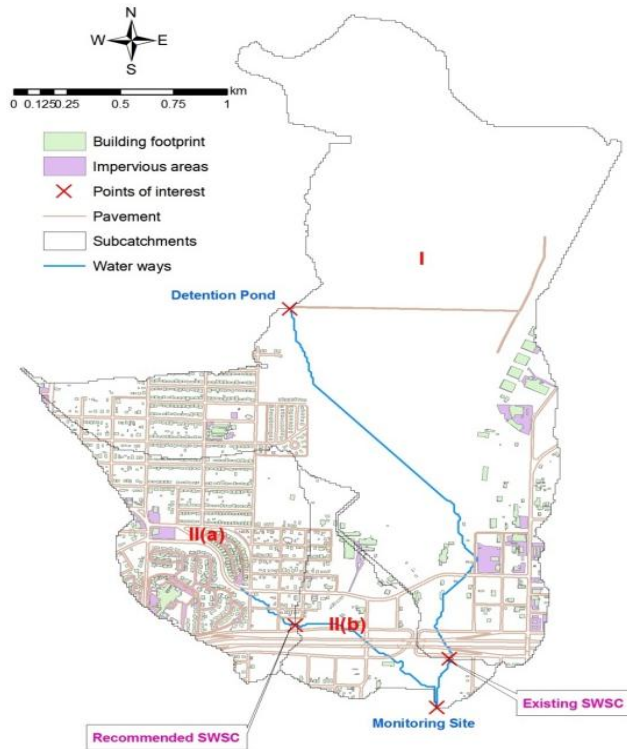 N
W E
S
km
0 0.125 0.25 0.5 0.75 1
Building footprint
Impervious areas
Points of interest
Pavement
Subcatchments
Water ways
I
Detention Pond
II(a)
II(b)
Existing SWSC
Recommended SWSC
Monitoring Site